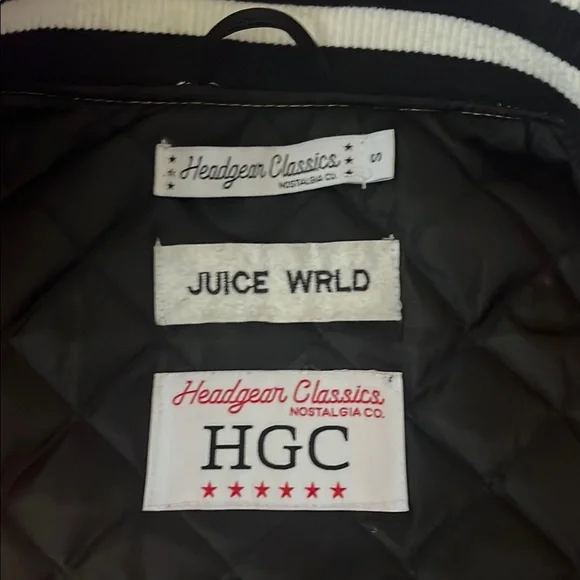 Headgear Classics
NOSTALGIA CO.
S
JUICE WRLD
Headgear Classics
NOSTALGIA CO.
HGC